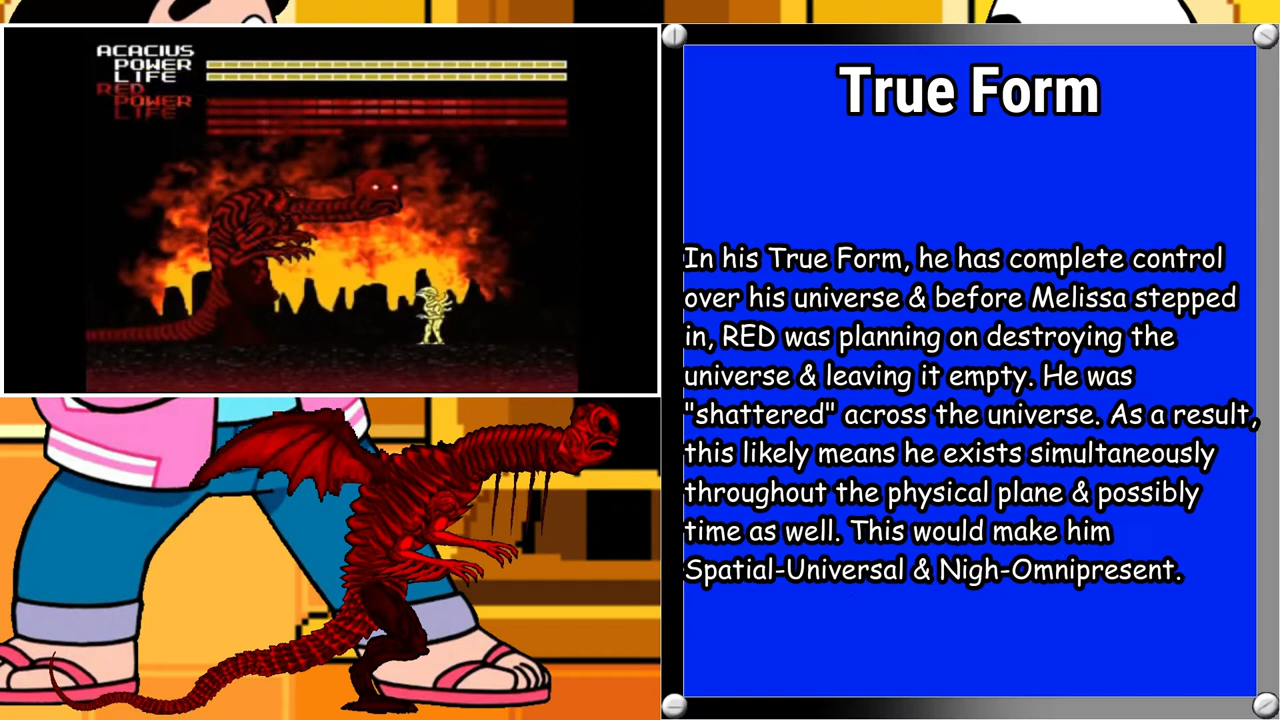 ACACIUS
POWER
LIFE
RED
POWER
LIFE
True Form
In his True Form, he has complete control
over his universe & before Melissa stepped
in, RED was planning on destroying the
universe & leaving it empty. He was
"shattered" across the universe. As a result,
this likely means he exists simultaneously
throughout the physical plane & possibly
time as well. This would make him
Spatial-Universal & Nigh-Omnipresent.